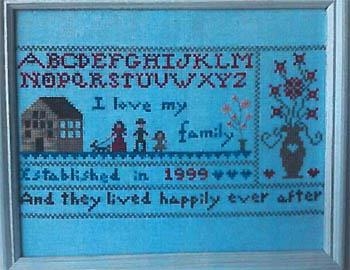 ABCDEFGHIJKLM
NOPQRSTUVWXYZ
I love my
family
Established in 1999
And they lived happily ever after